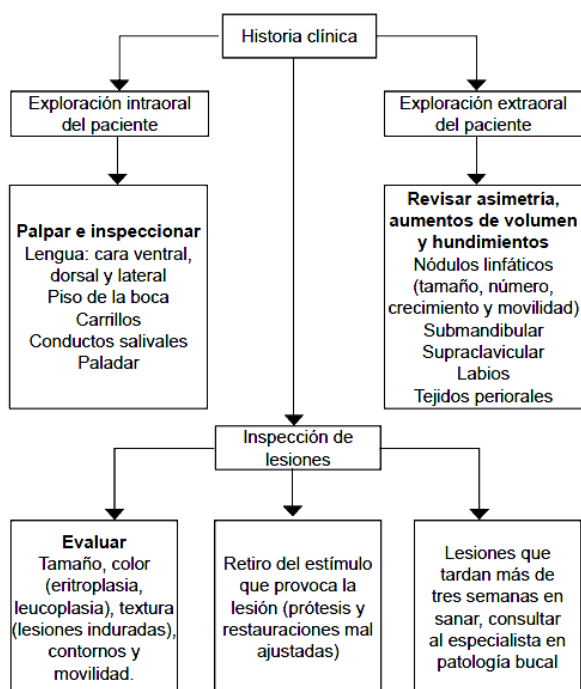 Historia clínica
Exploración intraoral
del paciente
Exploración extraoral
del paciente
Palpar e inspeccionar
Lengua: cara ventral,
dorsal y lateral
Piso de la boca
Carrillos
Conductos salivales
Paladar
Revisar asimetría,
aumentos de volumen
y hundimientos
Nódulos linfáticos
(tamaño, número,
crecimiento y movilidad)
Submandibular
Supraclavicular
Labios
Tejidos periorales
Inspección de
lesiones
Evaluar
Tamaño, color
(eritroplasia,
leucoplasia), textura
(lesiones induradas),
contornos y
movilidad.
Retiro del estímulo
que provoca la
lesión (prótesis y
restauraciones mal
ajustadas)
Lesiones que
tardan más de
tres semanas en
sanar, consultar
al especialista en
patología bucal